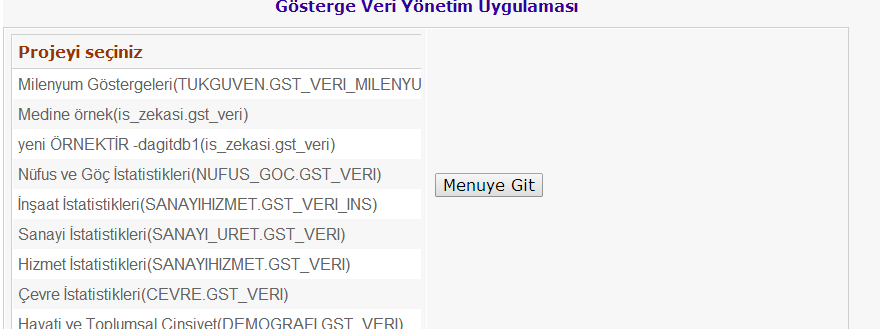 Gösterge Veri Yönetim Uygulaması
Projeyi seçiniz
Milenyum Göstergeleri(TUKGUVEN.GST_VERI_MILENYU
Medine örnek(is_zekasi.gst_veri)
yeni ÖRNEKTİR -dagitdb1(is_zekasi.gst_veri)
Nüfus ve Göç İstatistikleri(NUFUS_GOC.GST_VERI)
Menuye Git
İnşaat İstatistikleri(SANAYIHIZMET.GST_VERI_INS)
Sanayi İstatistikleri(SANAYI_URET.GST_VERI)
Hizmet İstatistikleri(SANAYIHIZMET.GST_VERI)
Çevre İstatistikleri(CEVRE.GST_VERI)
Hayati ve Toplumsal Cinsiyet(DEMOGRAFI.GST_VERI)